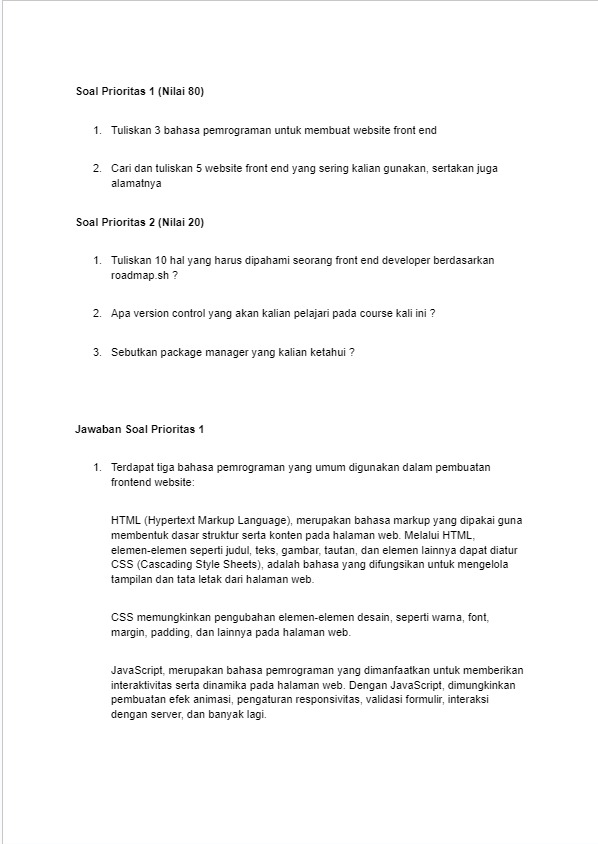 Soal Prioritas 1 (Nilai 80)
1. Tuliskan 3 bahasa pemrograman untuk membuat website front end
2. Cari dan tuliskan 5 website front end yang sering kalian gunakan, sertakan juga
alamatnya
Soal Prioritas 2 (Nilai 20)
1. Tuliskan 10 hal yang harus dipahami seorang front end developer berdasarkan
roadmap.sh ?
2. Apa version control yang akan kalian pelajari pada course kali ini ?
3. Sebutkan package manager yang kalian ketahui ?
Jawaban Soal Prioritas 1
1. Terdapat tiga bahasa pemrograman yang umum digunakan dalam pembuatan
frontend website:
HTML (Hypertext Markup Language), merupakan bahasa markup yang dipakai guna
membentuk dasar struktur serta konten pada halaman web. Melalui HTML,
elemen-elemen seperti judul, teks, gambar, tautan, dan elemen lainnya dapat diatur
CSS (Cascading Style Sheets), adalah bahasa yang difungsikan untuk mengelola
tampilan dan tata letak dari halaman web.
CSS memungkinkan pengubahan elemen-elemen desain, seperti warna, font,
margin, padding, dan lainnya pada halaman web.
JavaScript, merupakan bahasa pemrograman yang dimanfaatkan untuk memberikan
interaktivitas serta dinamika pada halaman web. Dengan JavaScript, dimungkinkan
pembuatan efek animasi, pengaturan responsivitas, validasi formulir, interaksi
dengan server, dan banyak lagi.